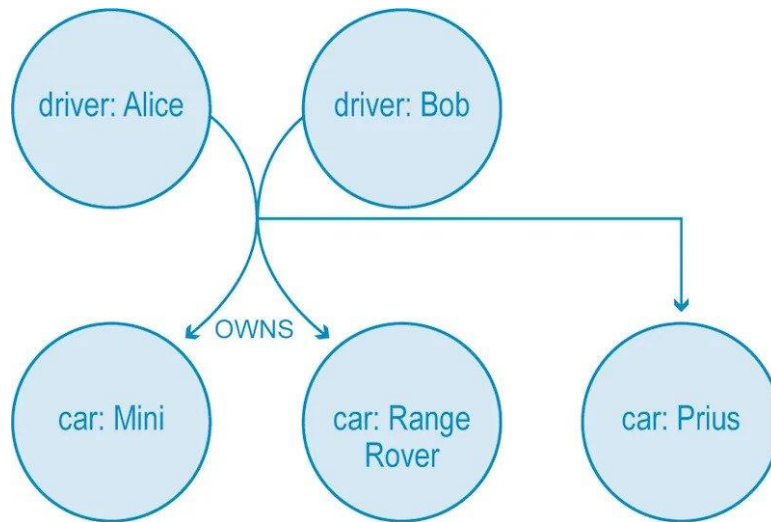 driver: Alice
driver: Bob
OWNS
car: Mini
car: Range
Rover
car: Prius